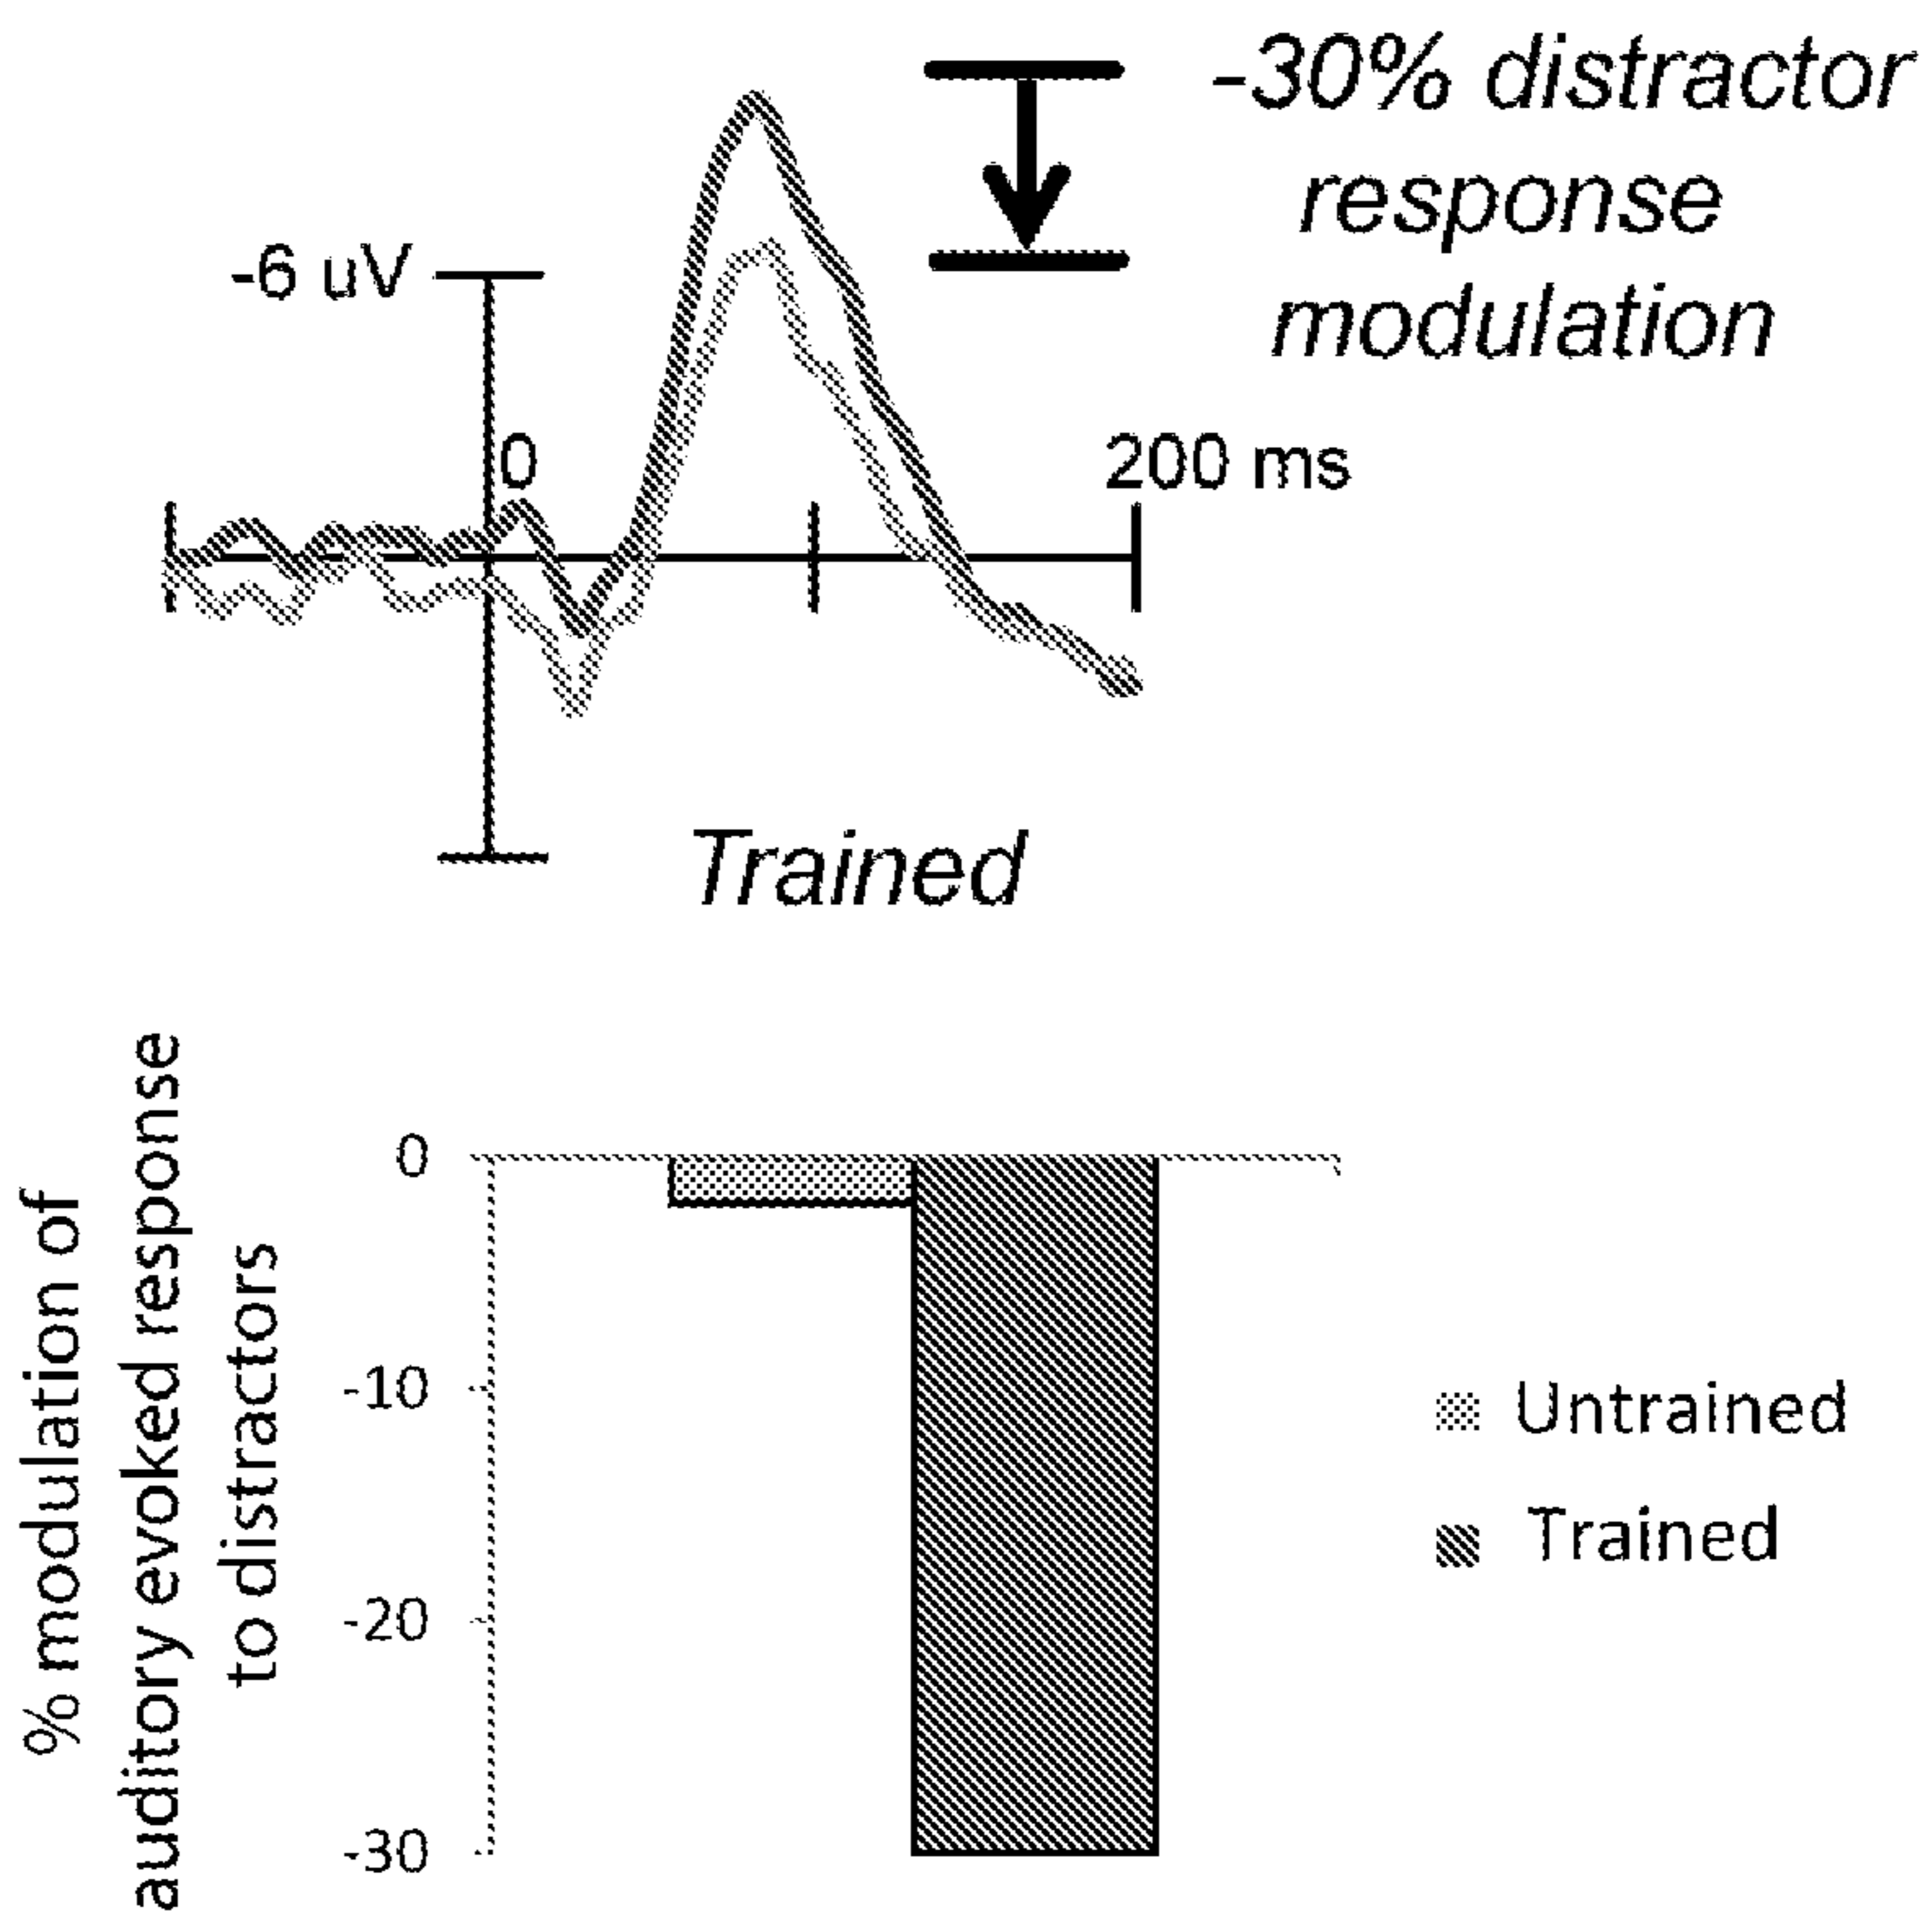 -30% distractor
response
modulation
-6 uV
0
200 ms
Trained
% modulation of
auditory evoked response
to distractors
0
-10
-20
-30
Untrained
Trained